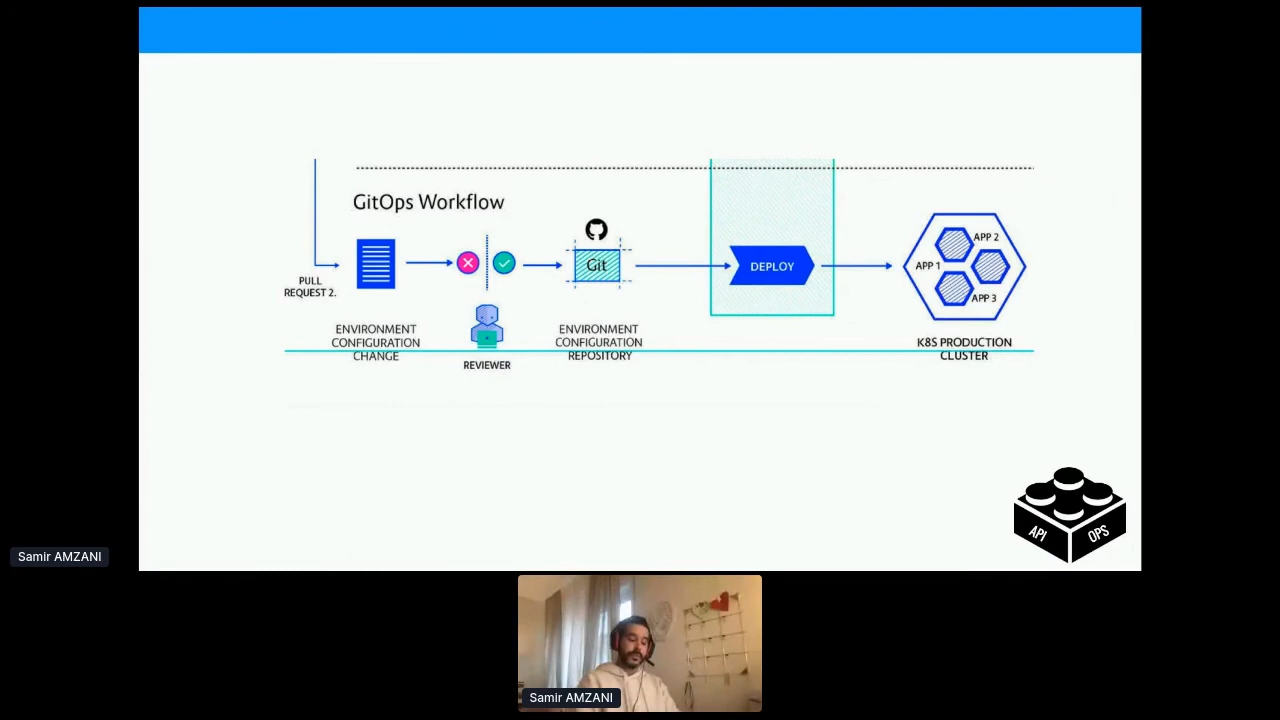 GitOps Workflow
PULL
REQUEST 2.
Git
DEPLOY
APP 2
APP 1
APP 3
ENVIRONMENT
CONFIGURATION
CHANGE
REVIEWER
ENVIRONMENT
CONFIGURATION
REPOSITORY
K8S PRODUCTION
CLUSTER
API
OPS
Samir AMZANI
Samir AMZANI